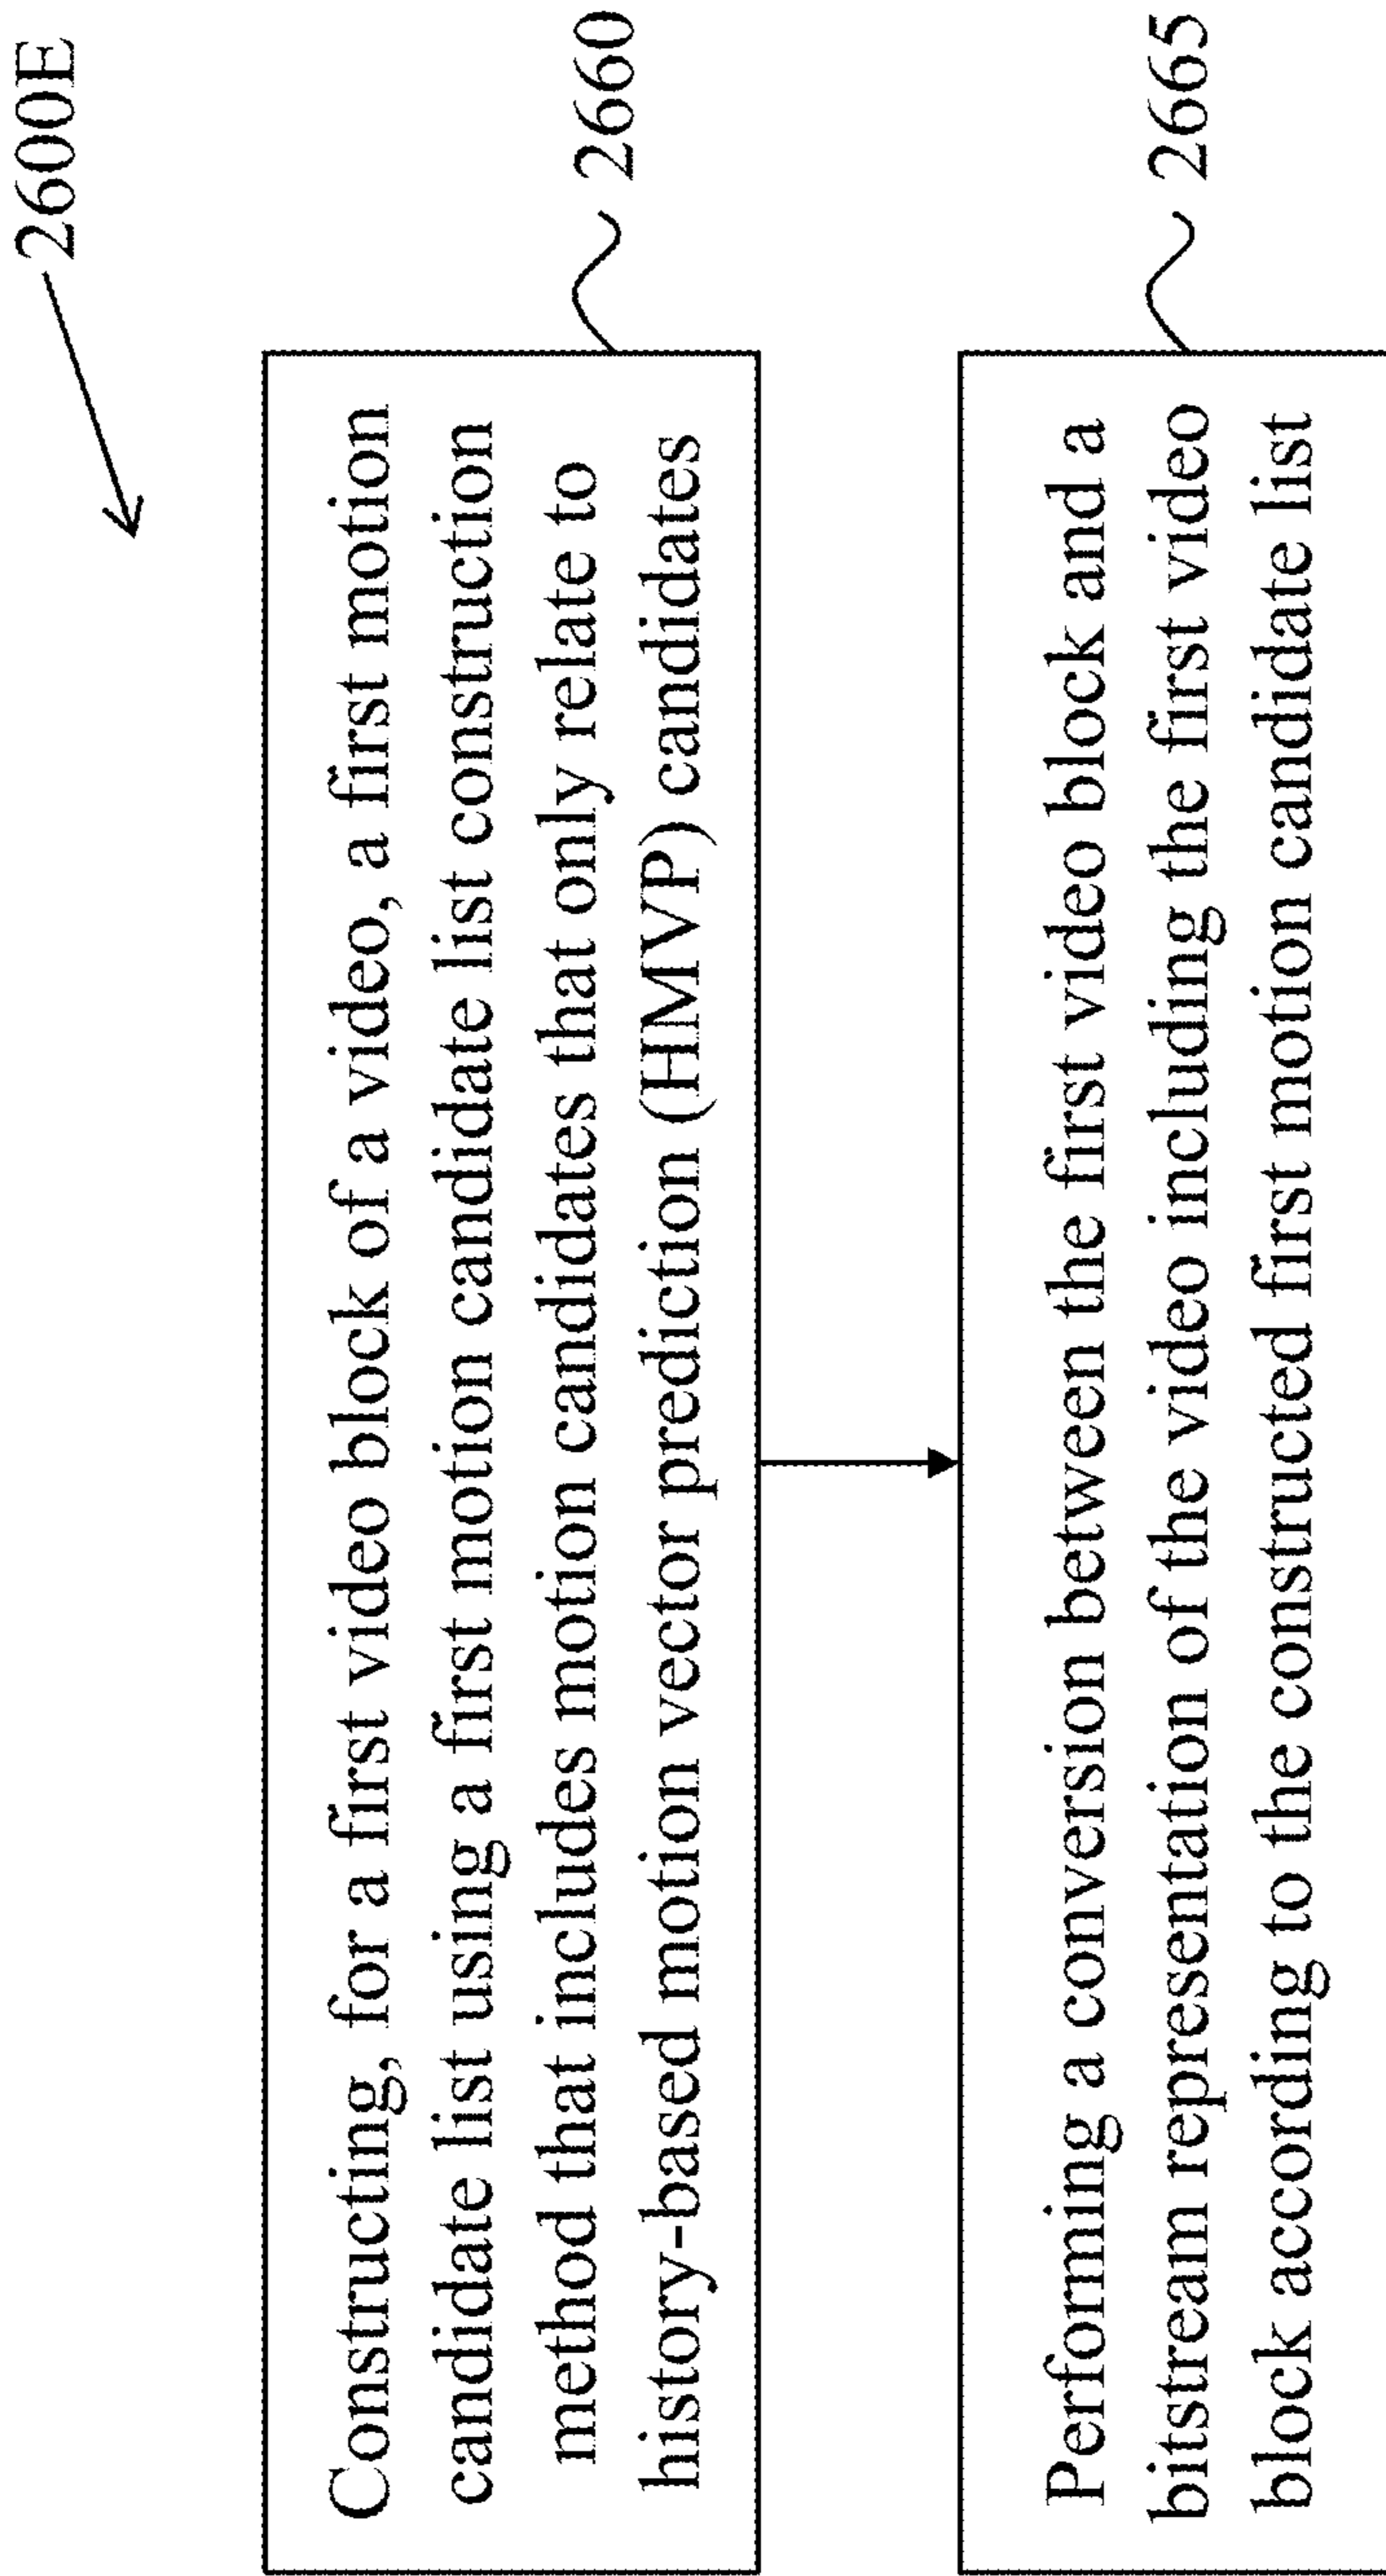 2600E
Constructing, for a first video block of a video, a first motion
candidate list using a first motion candidate list construction
method that includes motion candidates that only relate to
history-based motion vector prediction (HMVP) candidates
2660
Performing a conversion between the first video block and a
bitstream representation of the video including the first video
block according to the constructed first motion candidate list
2665